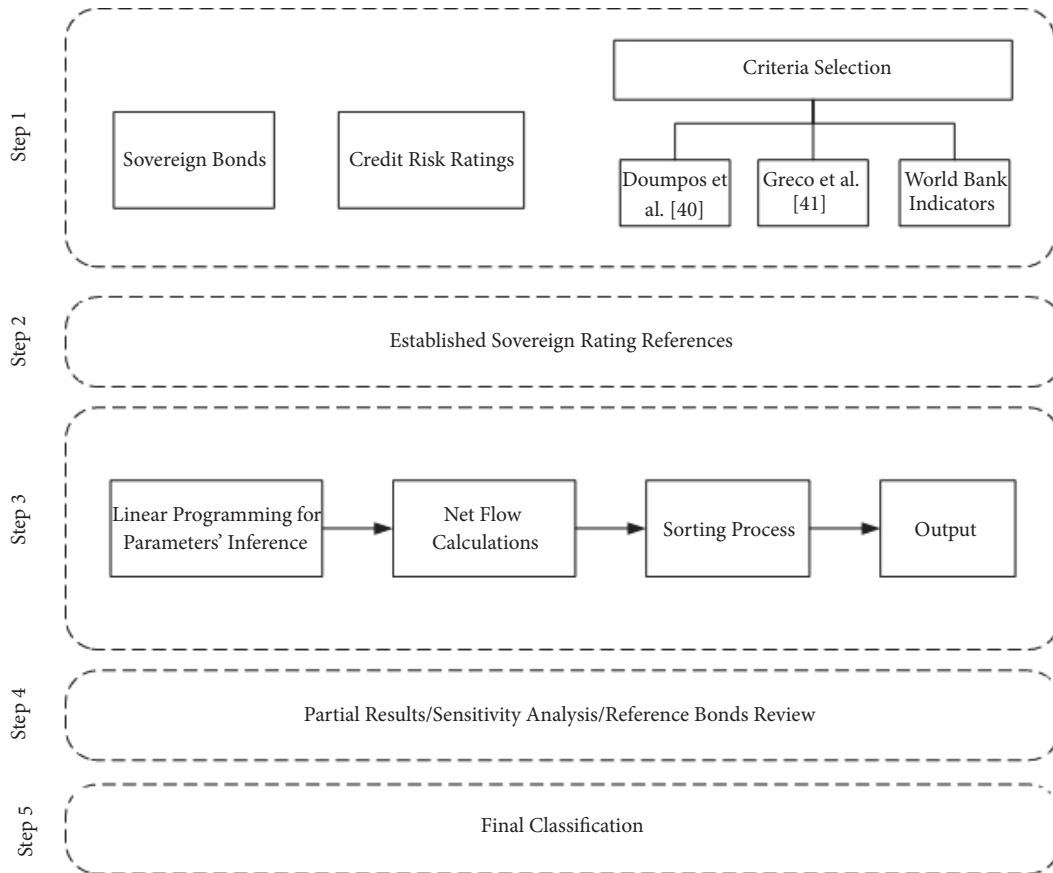 Step 1
Criteria Selection
Sovereign Bonds
Credit Risk Ratings
Doumpos et
al. [40]
Greco et al.
[41]
World Bank
Indicators
Step 2
Established Sovereign Rating References
Step 3
Linear Programming for
Parameters’ Inference
Net Flow
Calculations
Sorting Process
Output
Step 4
Partial Results/Sensitivity Analysis/Reference Bonds Review
Step 5
Final Classification